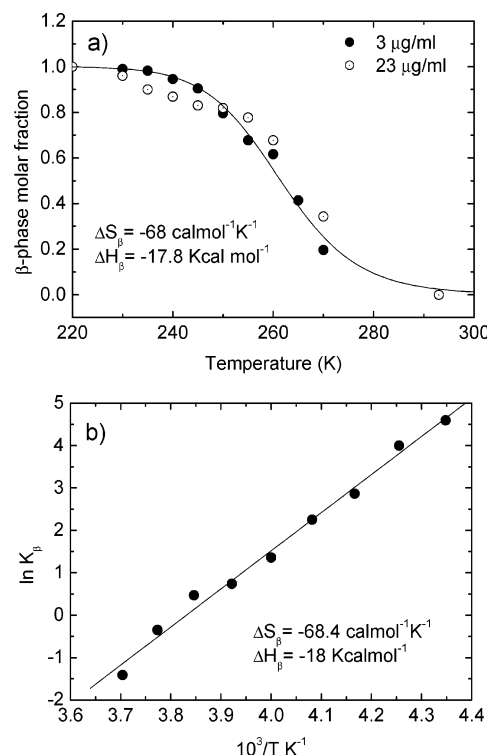 a)
3 μg/ml
23 μg/ml
1.0
0.8
0.6
0.4
0.2
0.0
β-phase molar fraction
ΔSβ= -68 calmol⁻¹K⁻¹
ΔHβ= -17.8 Kcal mol⁻¹
220 230 240 250 260 270 280 290 300
Temperature (K)
b)
5
4
3
2
1
0
-1
-2
ln Kβ
ΔSβ= -68.4 calmol⁻¹K⁻¹
ΔHβ= -18 Kcalmol⁻¹
3.6 3.7 3.8 3.9 4.0 4.1 4.2 4.3 4.4
10³/T K⁻¹